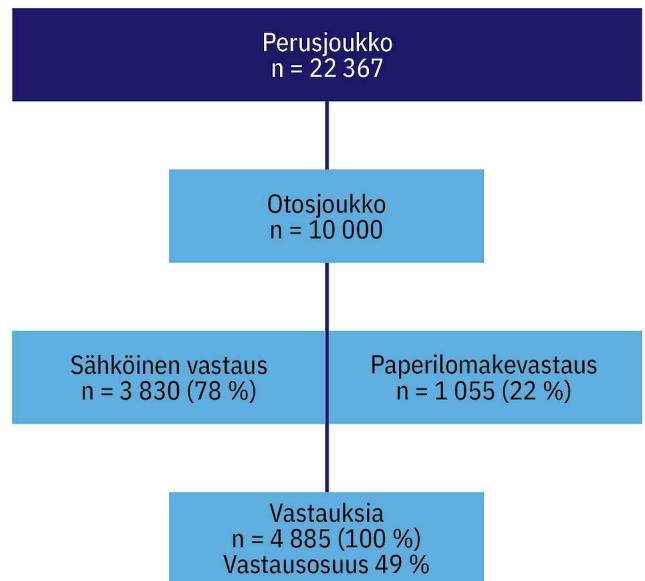 Perusjoukko
n = 22 367
Otosjoukko
n = 10 000
Sähköinen vastaus
n = 3 830 (78 %)
Paperilomakevastaus
n = 1 055 (22 %)
Vastauksia
n = 4 885 (100 %)
Vastausosuus 49 %